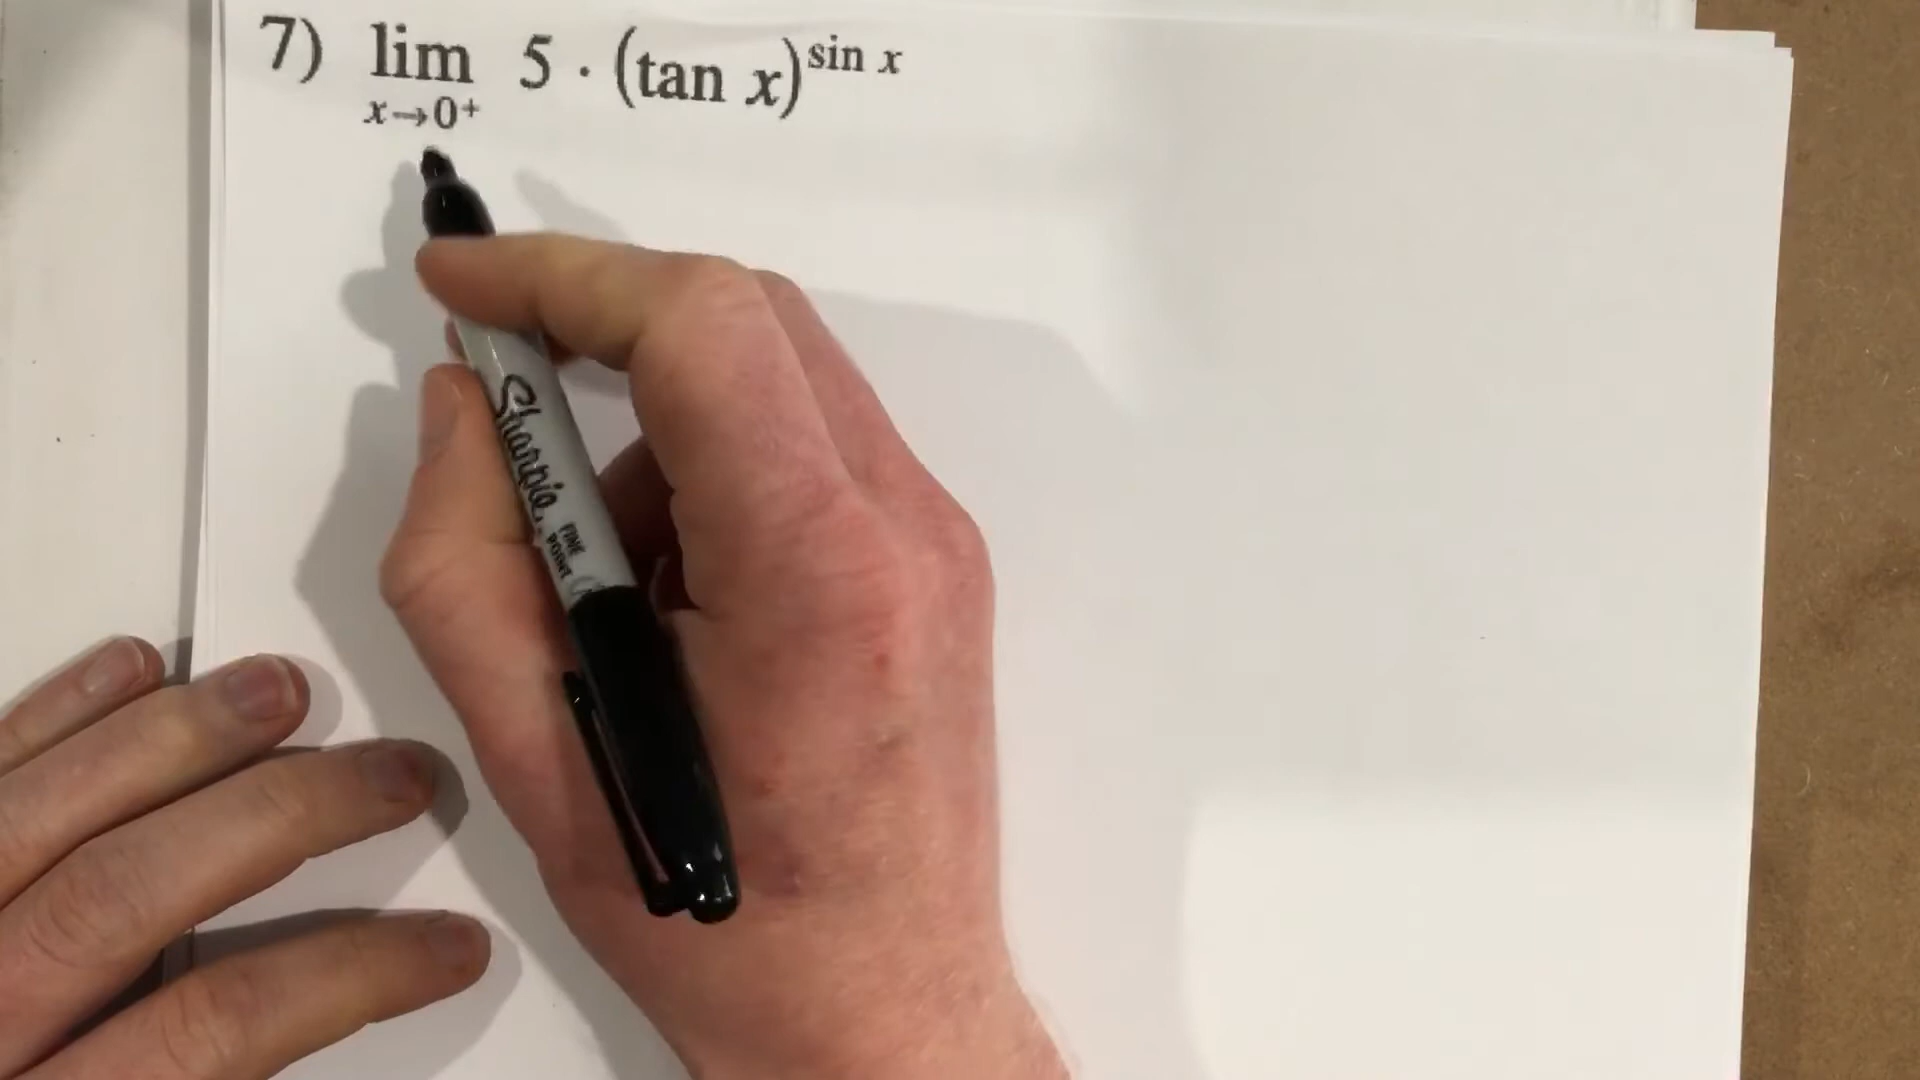 7) lim 5 · (tan x)^sin x
x→0⁺
Sharpie.
FINE
POINT